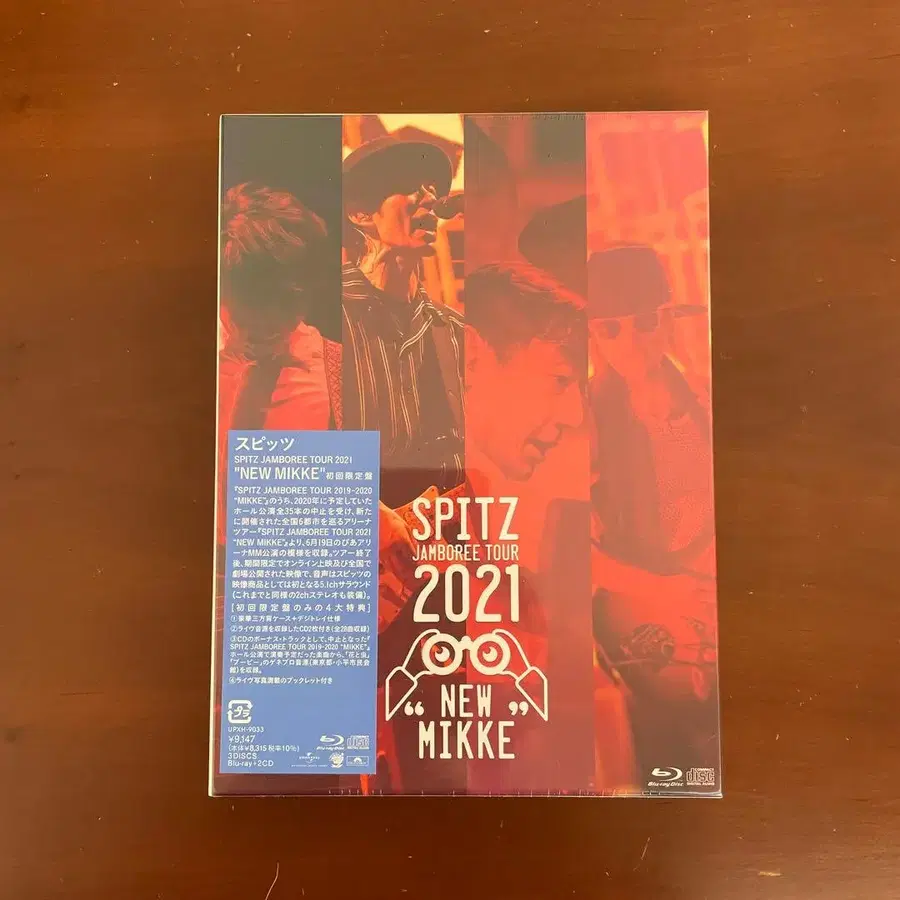 スピッツ
SPITZ JAMBOREE TOUR 2021
"NEW MIKKE"初回限定盤
『SPITZ JAMBOREE TOUR 2019-2020
"MIKKE"』のうち、2020年に予定していた
ホール公演全35本の中止を受け、新た
に開催された全国6都市を巡るアリーナ
ツアー『SPITZ JAMBOREE TOUR 2021
"NEW MIKKE"』より、6月19日のぴあアリ
ーナMM公演の模様を収録。ツアー終了
後、期間限定でオンライン上映及び全国で
劇場公開された映像で、音声はスピッツの
映像商品としては初となる5.1chサラウンド
(これまでと同様の2chステレオも装備)。
[初回限定盤のみの4大特典]
①豪華三方背ケース+デジトレイ仕様
②ライヴ音源を収録したCD2枚付き(全28曲収録)
③CDのボーナス・トラックとして、中止となった『
SPITZ JAMBOREE TOUR 2019-2020 "MIKKE"』
ホール公演で演奏予定だった楽曲から、「花と虫」
「ブービー」のゲネプロ音源(東京都・小平市民会
館)を収録。
④ライヴ写真満載のブックレット付き
プラ
UPXH-9033
¥9,147
(本体¥8,315 税率10%)
3DISCS
Blu-ray+2CD
SPITZ
JAMBOREE TOUR
2021
"NEW"
MIKKE
Blu-ray Disc
COMPACT
disc
DIGITAL AUDIO